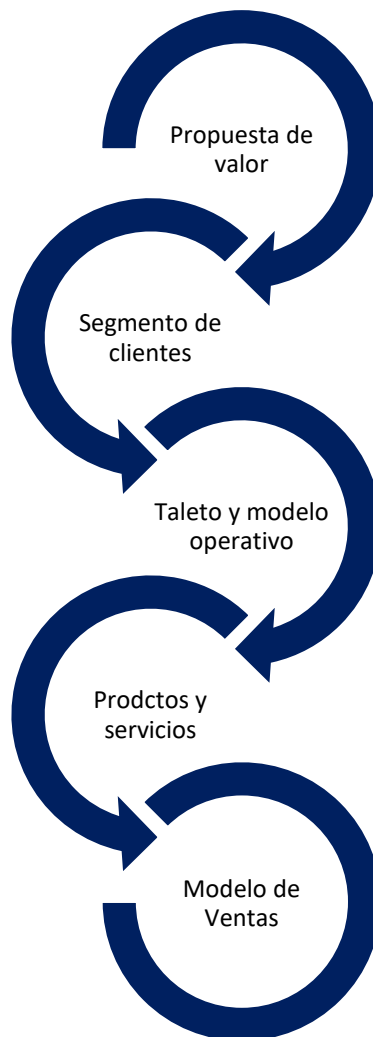 Propuesta de
valor
Segmento de
clientes
Taleto y modelo
operativo
Prodctos y
servicios
Modelo de
Ventas